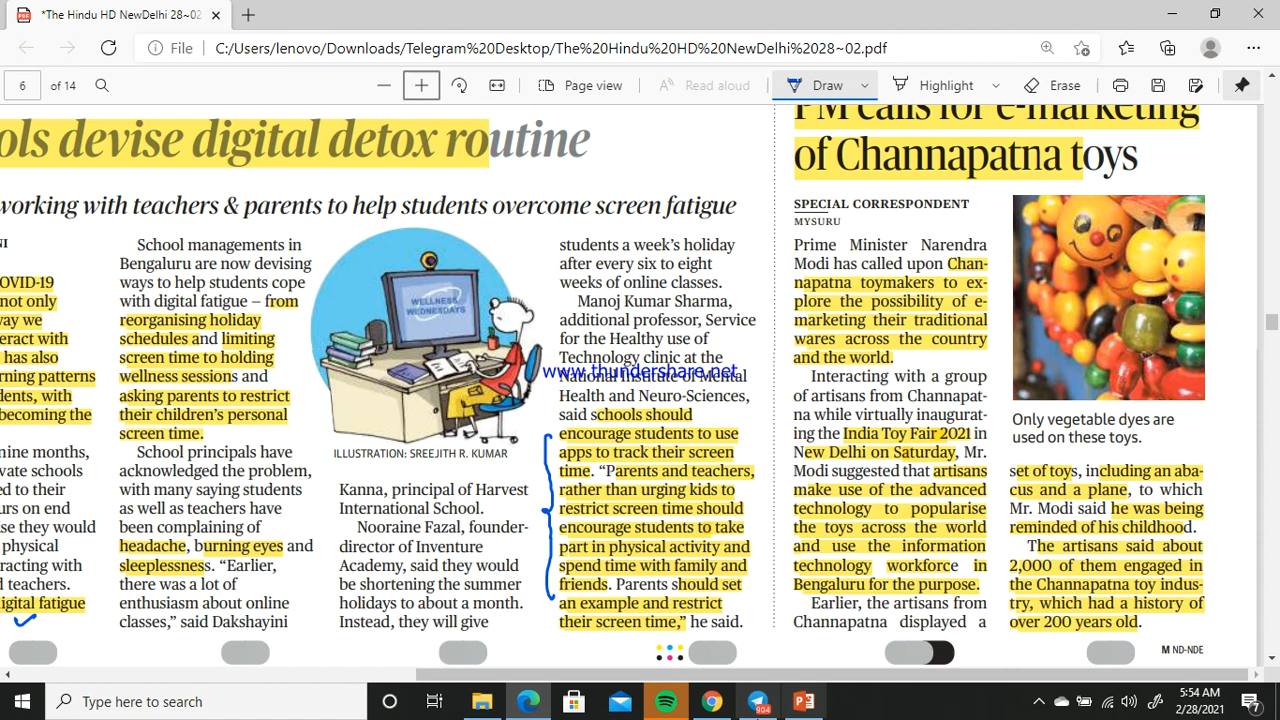 *The Hindu HD NewDelhi 28~02
File
C:/Users/lenovo/Downloads/Telegram%20Desktop/The%20Hindu%20HD%20NewDelhi%2028~02.pdf
6 of 14
Page view
Read aloud
Draw
Highlight
Erase
ols devise digital detox routine
working with teachers & parents to help students overcome screen fatigue
NI
OVID-19
not only
way we
eract with
has also
rning patterns
dents, with
becoming the
nine months,
vate schools
ed to their
urs on end
se they would
physical
racting with
d teachers.
igital fatigue
School managements in
Bengaluru are now devising
ways to help students cope
with digital fatigue – from
reorganising holiday
schedules and limiting
screen time to holding
wellness sessions and
asking parents to restrict
their children's personal
screen time.
School principals have
acknowledged the problem,
with many saying students
as well as teachers have
been complaining of
headache, burning eyes and
sleeplessness. “Earlier,
there was a lot of
enthusiasm about online
classes,” said Dakshayini
WELLNESS
WEDNESDAYS
ILLUSTRATION: SREEJITH R. KUMAR
Kanna, principal of Harvest
International School.
Nooraine Fazal, founder-
director of Inventure
Academy, said they would
be shortening the summer
holidays to about a month.
Instead, they will give
students a week's holiday
after every six to eight
weeks of online classes.
Manoj Kumar Sharma,
additional professor, Service
for the Healthy use of
Technology clinic at the
www.thundershare.net
National Institute of Mental
Health and Neuro-Sciences,
said schools should
encourage students to use
apps to track their screen
time. “Parents and teachers,
rather than urging kids to
restrict screen time should
encourage students to take
part in physical activity and
spend time with family and
friends. Parents should set
an example and restrict
their screen time,” he said.
PM calls for e-marketing
of Channapatna toys
SPECIAL CORRESPONDENT
MYSURU
Prime Minister Narendra
Modi has called upon Chan-
napatna toymakers to ex-
plore the possibility of e-
marketing their traditional
wares across the country
and the world.
Interacting with a group
of artisans from Channapat-
na while virtually inaugurat-
ing the India Toy Fair 2021 in
New Delhi on Saturday, Mr.
Modi suggested that artisans
make use of the advanced
technology to popularise
the toys across the world
and use the information
technology workforce in
Bengaluru for the purpose.
Earlier, the artisans from
Channapatna displayed a
Only vegetable dyes are
used on these toys.
set of toys, including an aba-
cus and a plane, to which
Mr. Modi said he was being
reminded of his childhood.
The artisans said about
2,000 of them engaged in
the Channapatna toy indus-
try, which had a history of
over 200 years old.
M ND-NDE
Type here to search
904
5:54 AM
2/28/2021
7